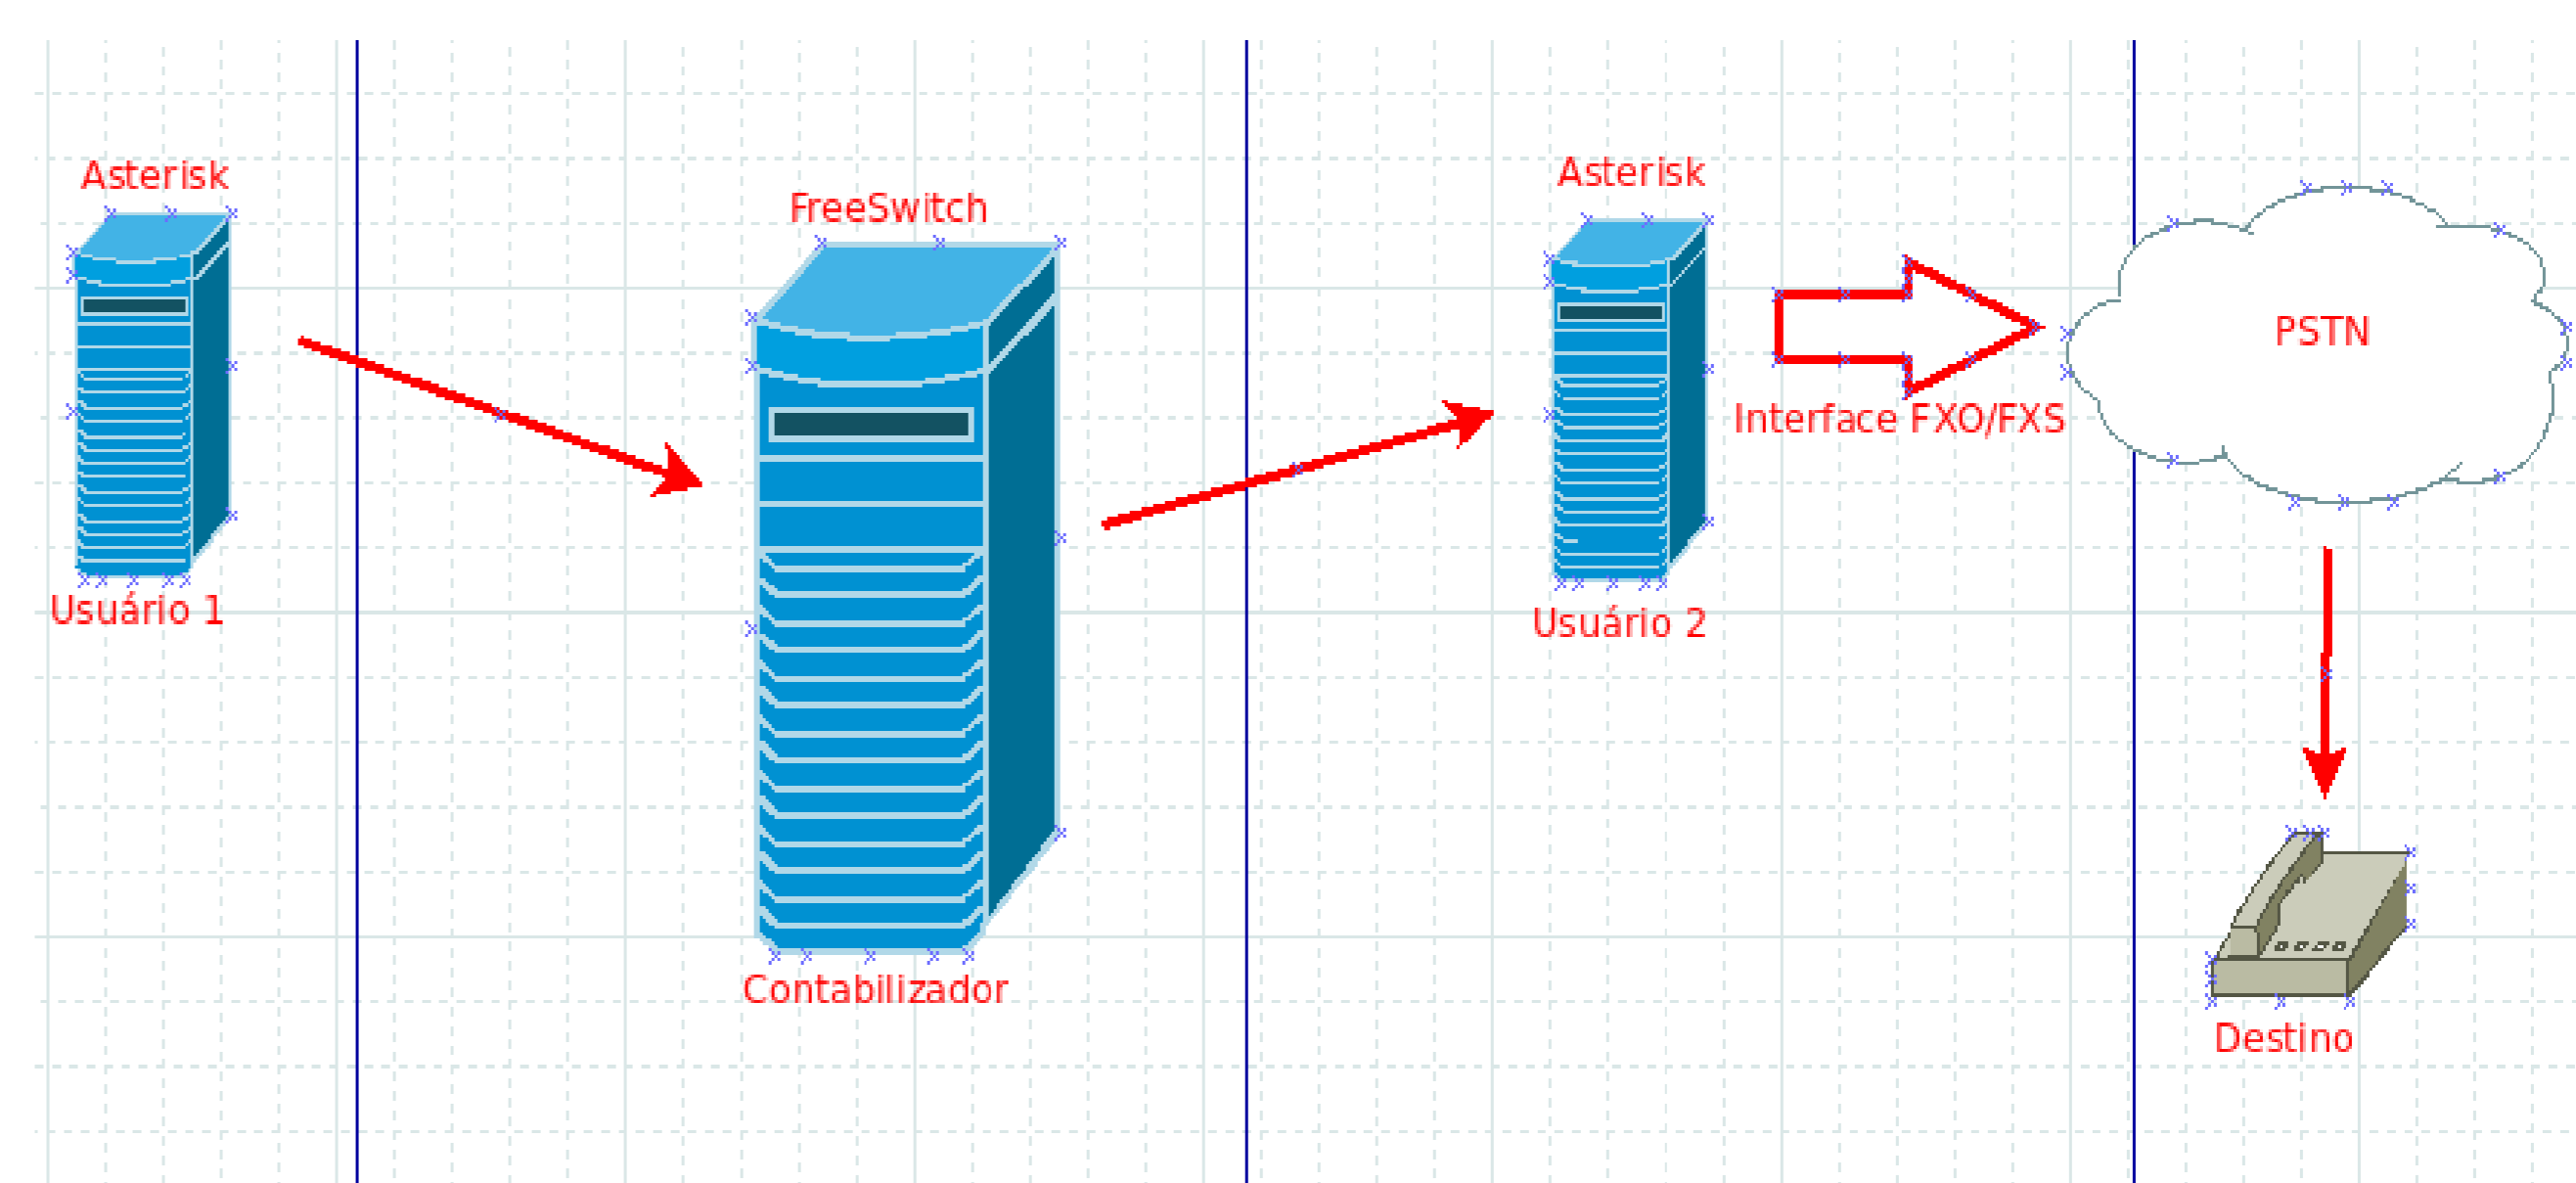 Asterisk
Usuário 1
FreeSwitch
Contabilizador
Asterisk
Usuário 2
Interface FXO/FXS
PSTN
Destino